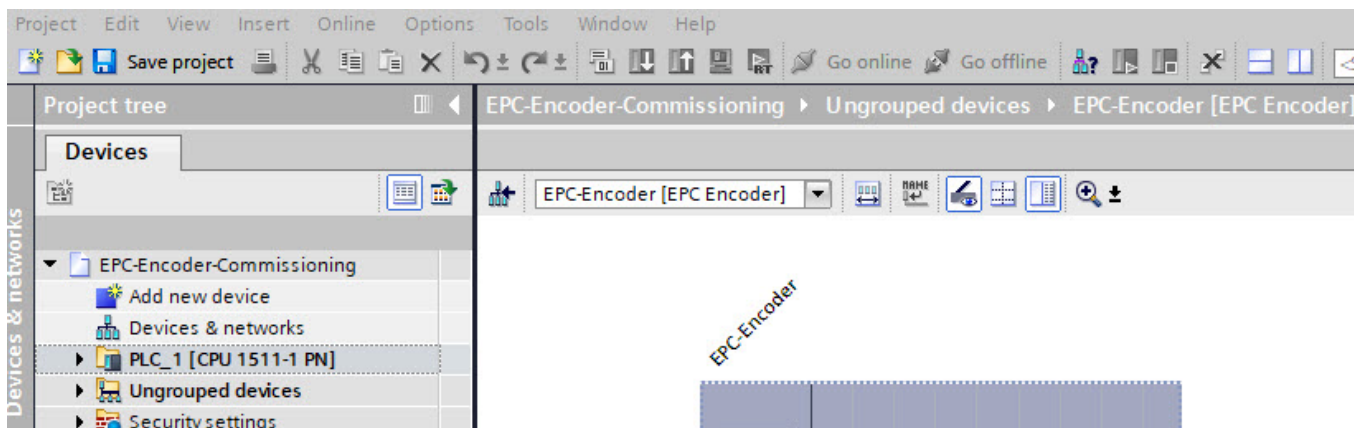 Project Edit View Insert Online Options Tools Window Help
Save project Go online Go offline
Project tree
EPC-Encoder-Commissioning Ungrouped devices EPC-Encoder [EPC Encoder]
Devices
EPC-Encoder [EPC Encoder]
NAME
Devices & networks
EPC-Encoder-Commissioning
Add new device
Devices & networks
PLC_1 [CPU 1511-1 PN]
Ungrouped devices
Security settings
EPC-Encoder